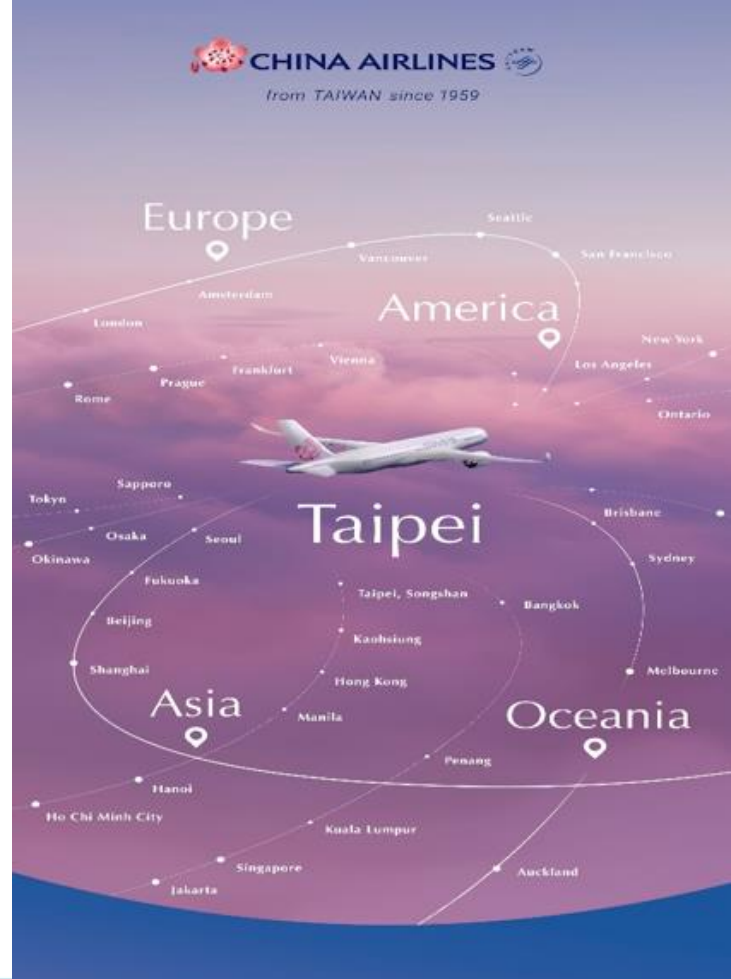 CHINA AIRLINES
from TAIWAN since 1959
Europe
Seattle
Vancouver
San Francisco
Amsterdam
America
London
New York
Vienna
Los Angeles
Frankfurt
Prague
Rome
Ontario
Sapporo
Tokyo
Taipei
Brisbane
Osaka
Seoul
Okinawa
Sydney
Fukuoka
Taipei, Songshan
Bangkok
Beijing
Kaohsiung
Shanghai
Melbourne
Hong Kong
Asia
Manila
Oceania
Penang
Hanoi
Ho Chi Minh City
Kuala Lumpur
Singapore
Auckland
Jakarta